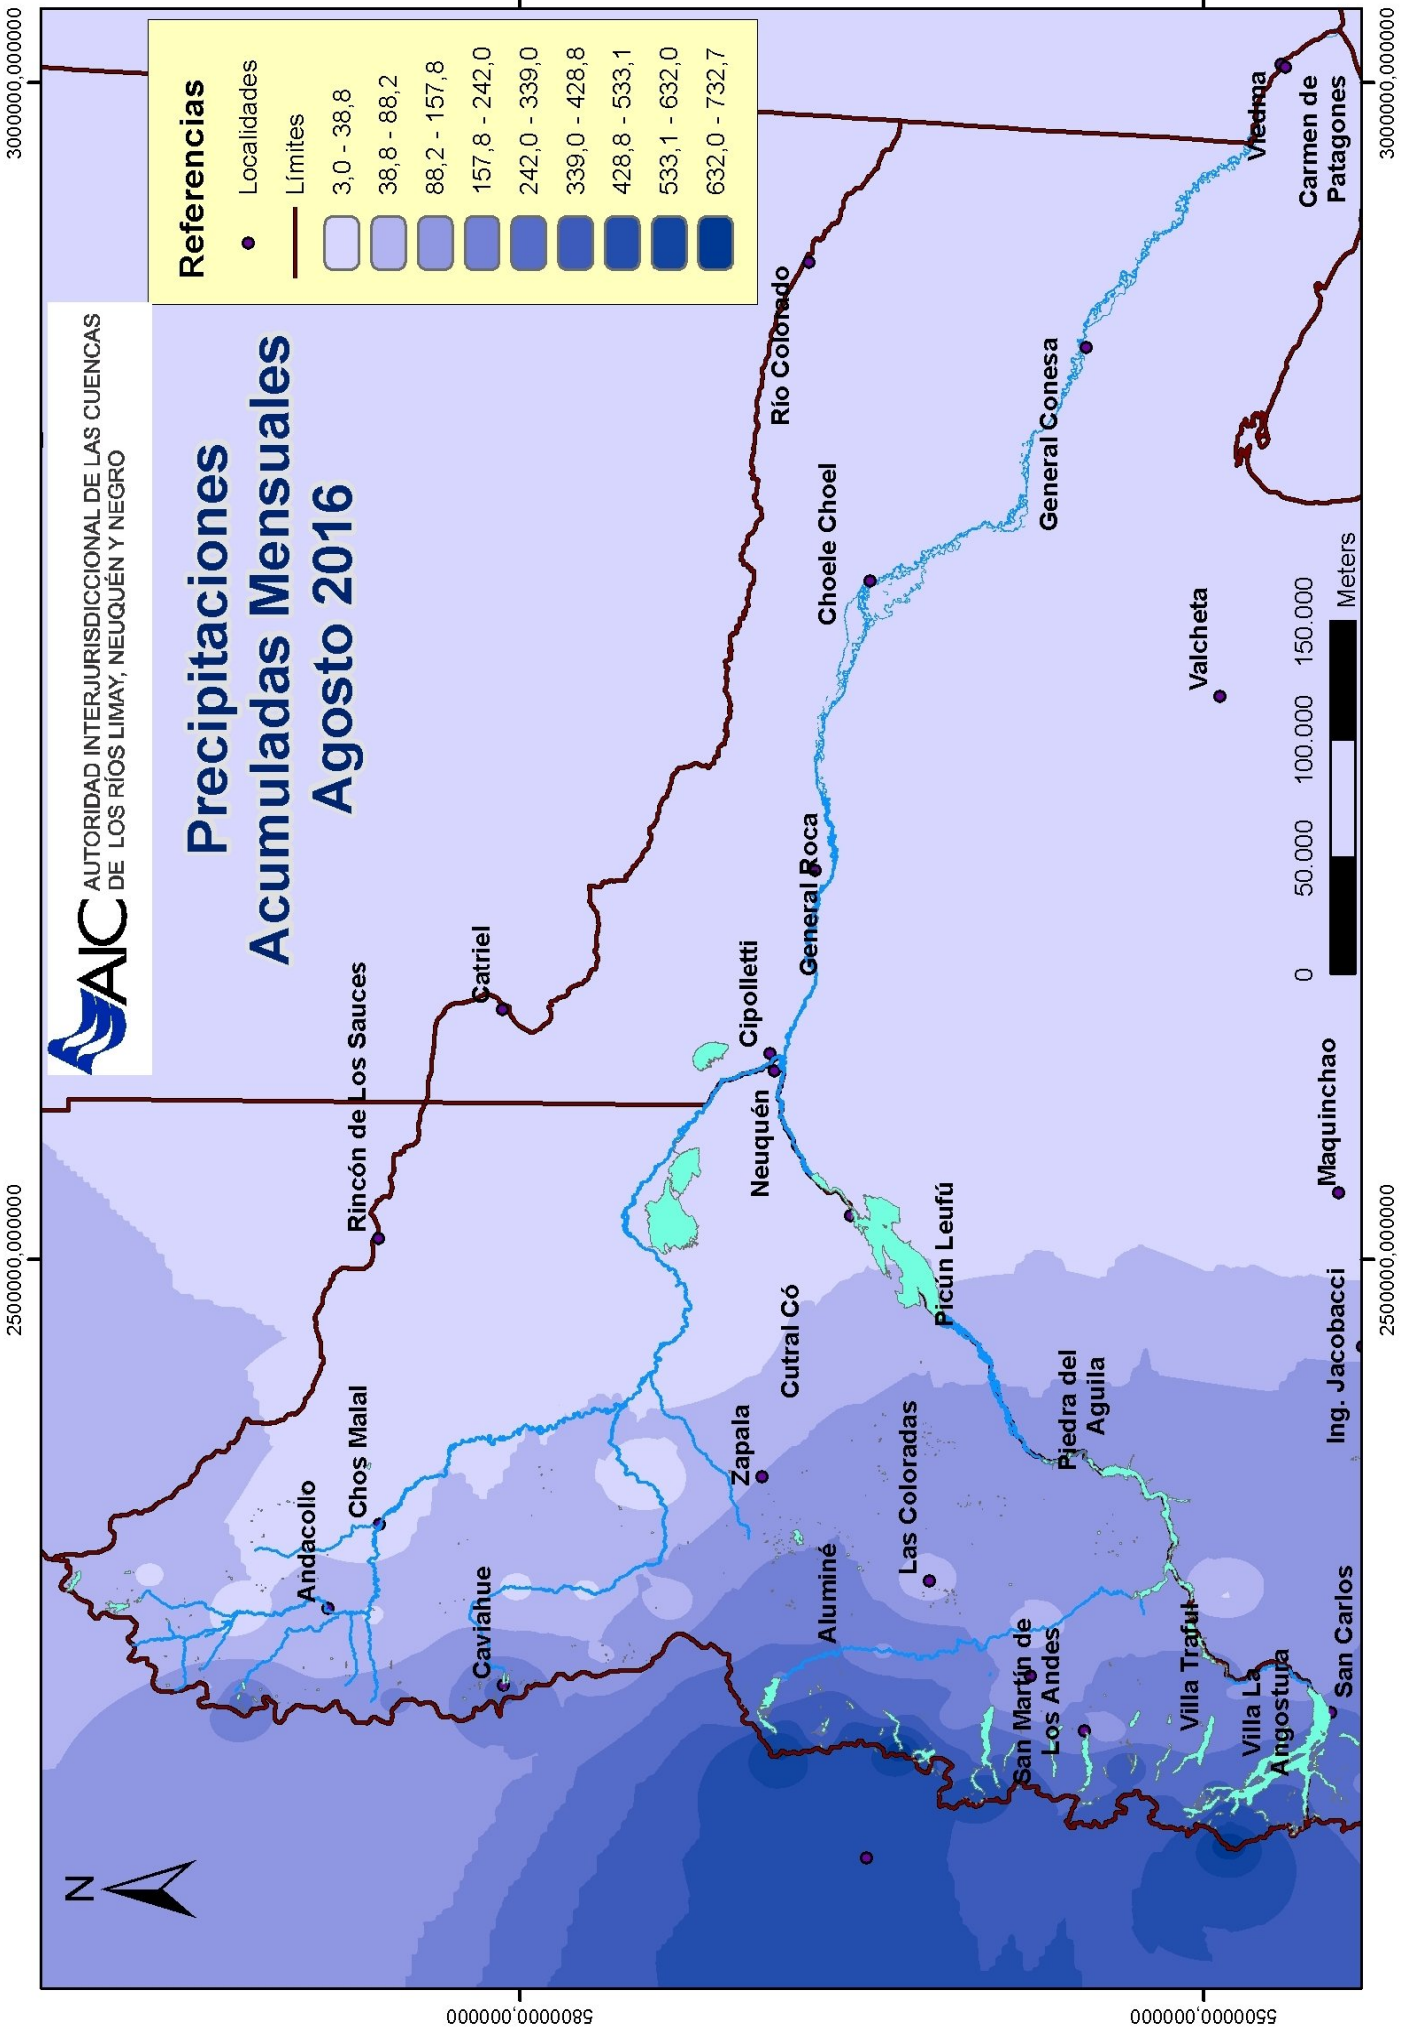 AIC
AUTORIDAD INTERJURISDICCIONAL DE LAS CUENCAS
DE LOS RÍOS LIMAY, NEUQUÉN Y NEGRO
Precipitaciones
Acumuladas Mensuales
Agosto 2016
Referencias
Localidades
Límites
3,0 - 38,8
38,8 - 88,2
88,2 - 157,8
157,8 - 242,0
242,0 - 339,0
339,0 - 428,8
428,8 - 533,1
533,1 - 632,0
632,0 - 732,7
N
2500000,000000
3000000,000000
5800000,000000
5500000,000000
Andacollo
Chos Malal
Rincón de Los Sauces
Catriel
Caviahue
Zapala
Cutral Có
Neuquén
Cipolletti
General Roca
Choele Choel
Río Colorado
Aluminé
Las Coloradas
Picún Leufú
Piedra del
Aguila
General Conesa
San Martín de
Los Andes
Villa Traful
Villa La
Angostura
San Carlos
Ing. Jacobacci
Maquinchao
Valcheta
Viedma
Carmen de
Patagones
0 50.000 100.000 150.000
Meters
2500000,000000
3000000,000000